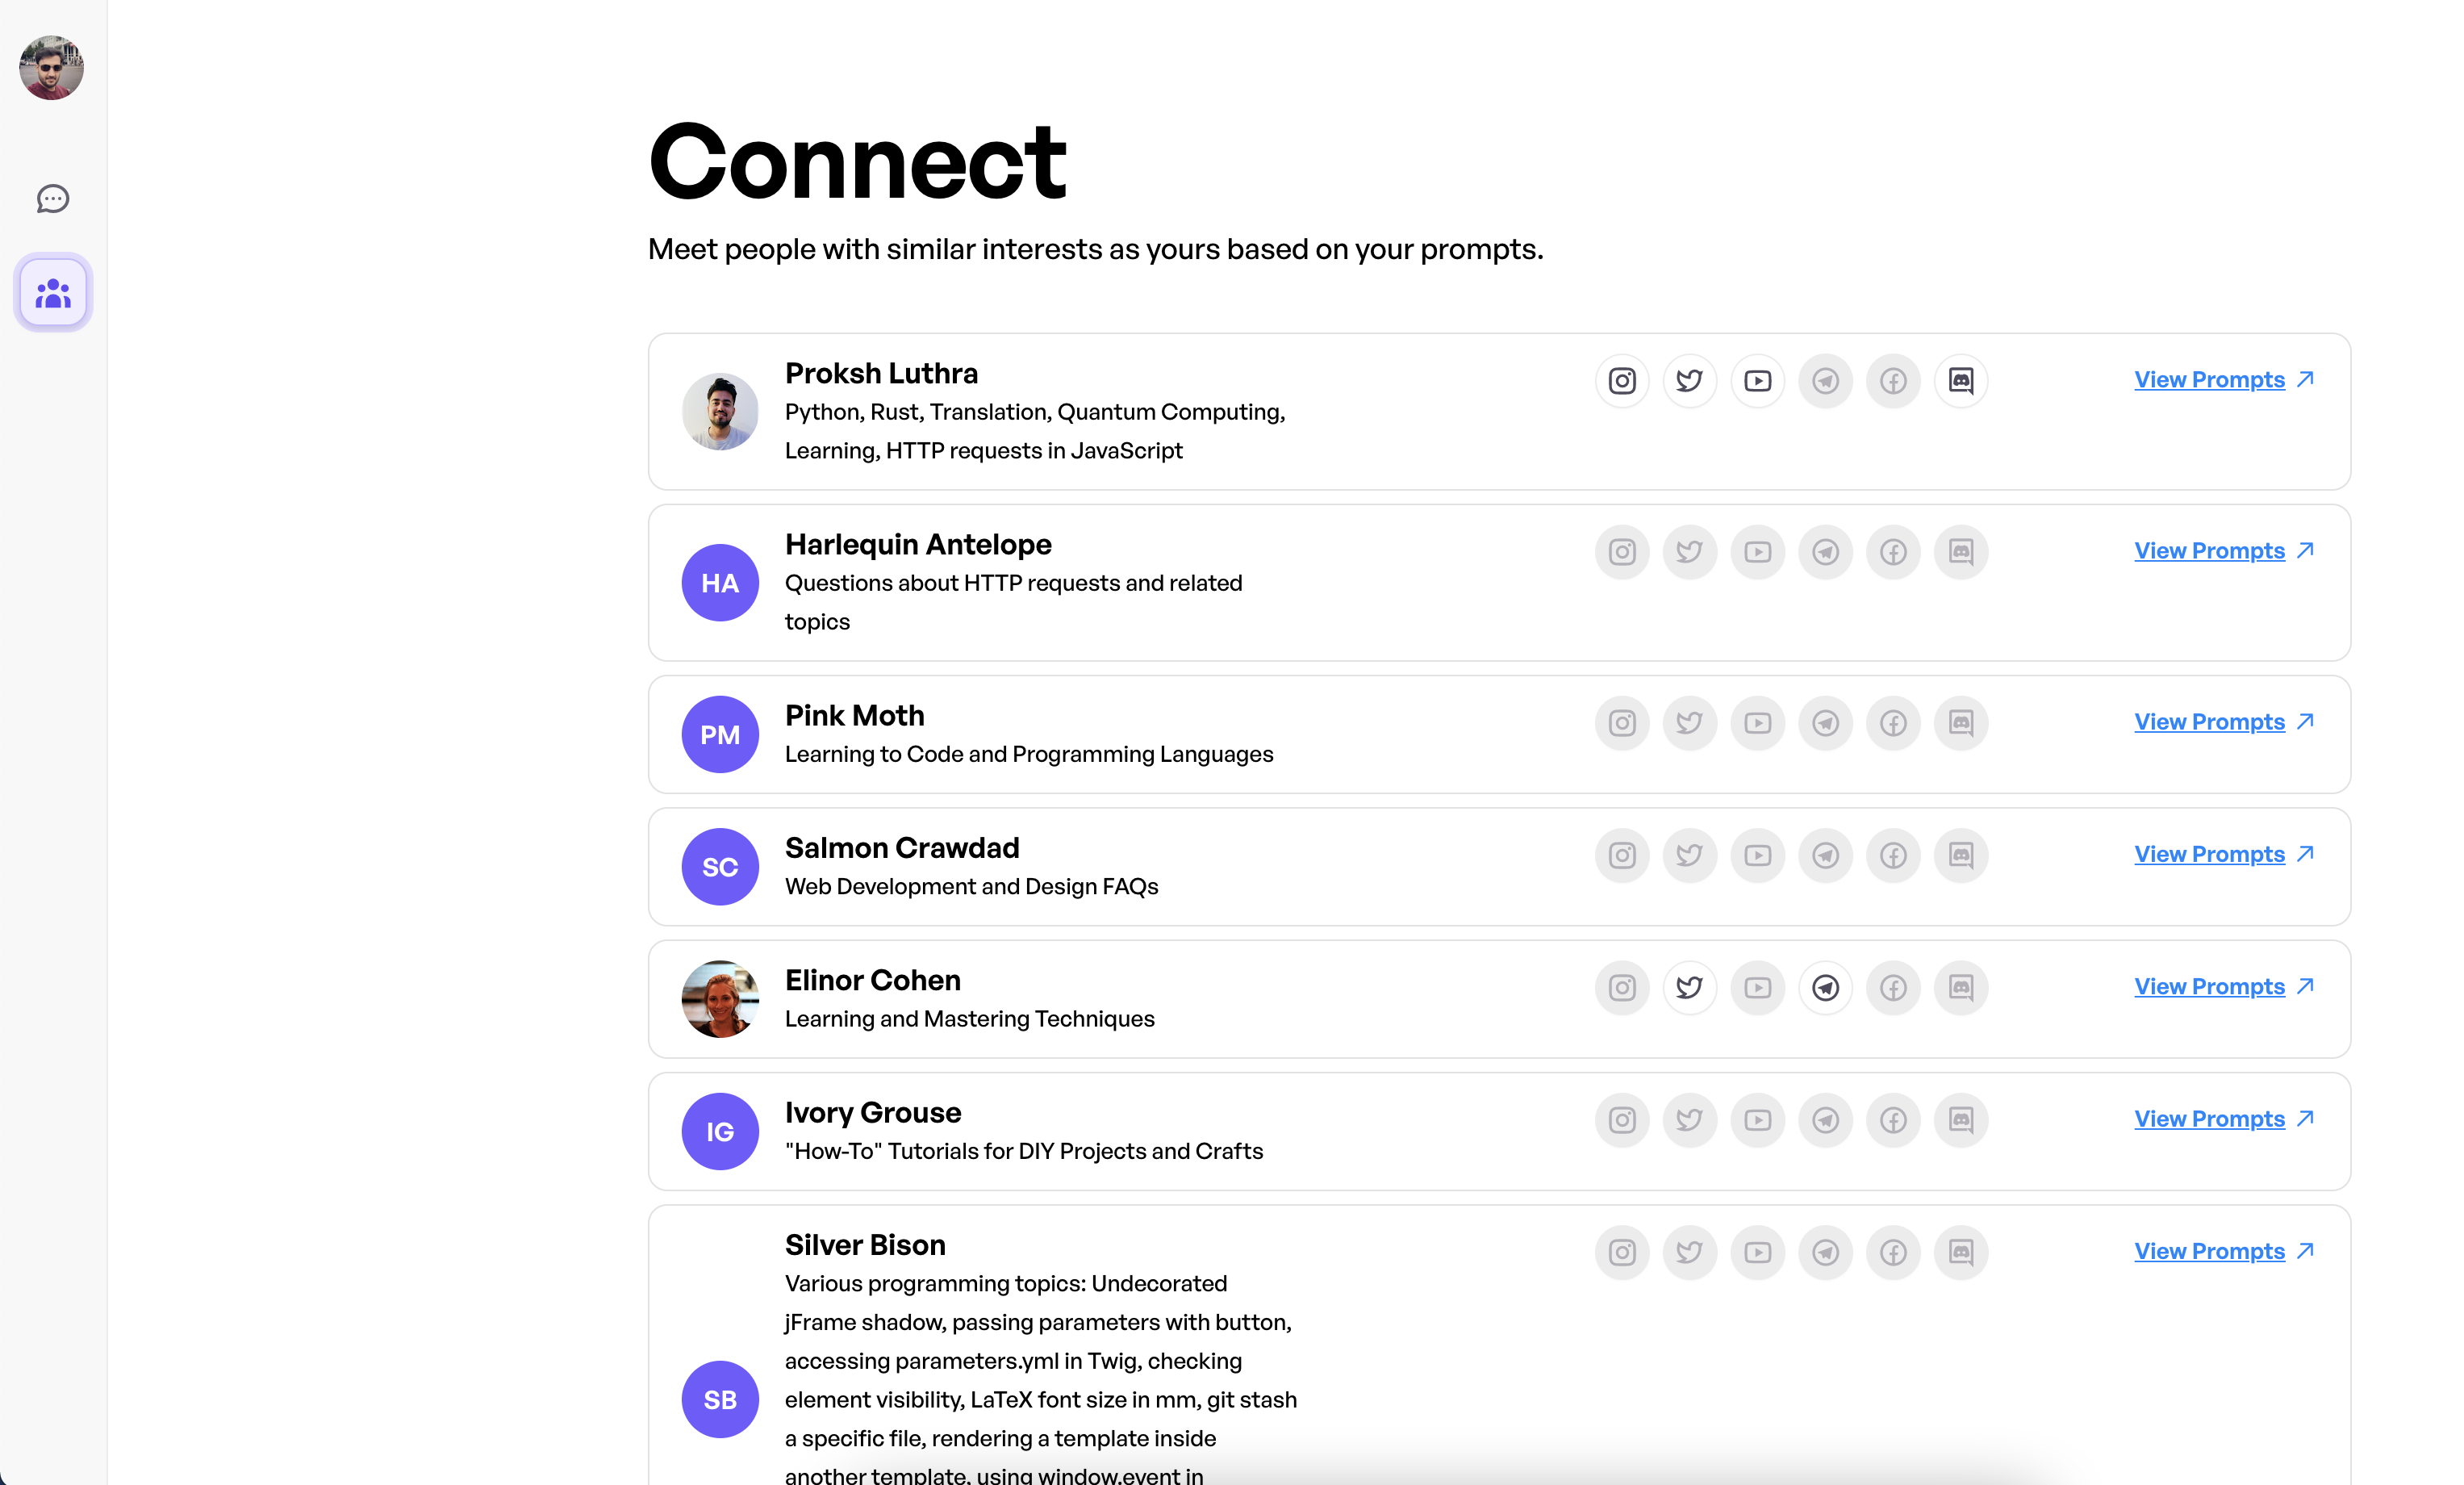 Connect
Meet people with similar interests as yours based on your prompts.
Proksh Luthra
Python, Rust, Translation, Quantum Computing,
Learning, HTTP requests in JavaScript
View Prompts
HA
Harlequin Antelope
Questions about HTTP requests and related
topics
View Prompts
PM
Pink Moth
Learning to Code and Programming Languages
View Prompts
SC
Salmon Crawdad
Web Development and Design FAQs
View Prompts
Elinor Cohen
Learning and Mastering Techniques
View Prompts
IG
Ivory Grouse
"How-To" Tutorials for DIY Projects and Crafts
View Prompts
SB
Silver Bison
Various programming topics: Undecorated
jFrame shadow, passing parameters with button,
accessing parameters.yml in Twig, checking
element visibility, LaTeX font size in mm, git stash
a specific file, rendering a template inside
another template, using window.event in
View Prompts